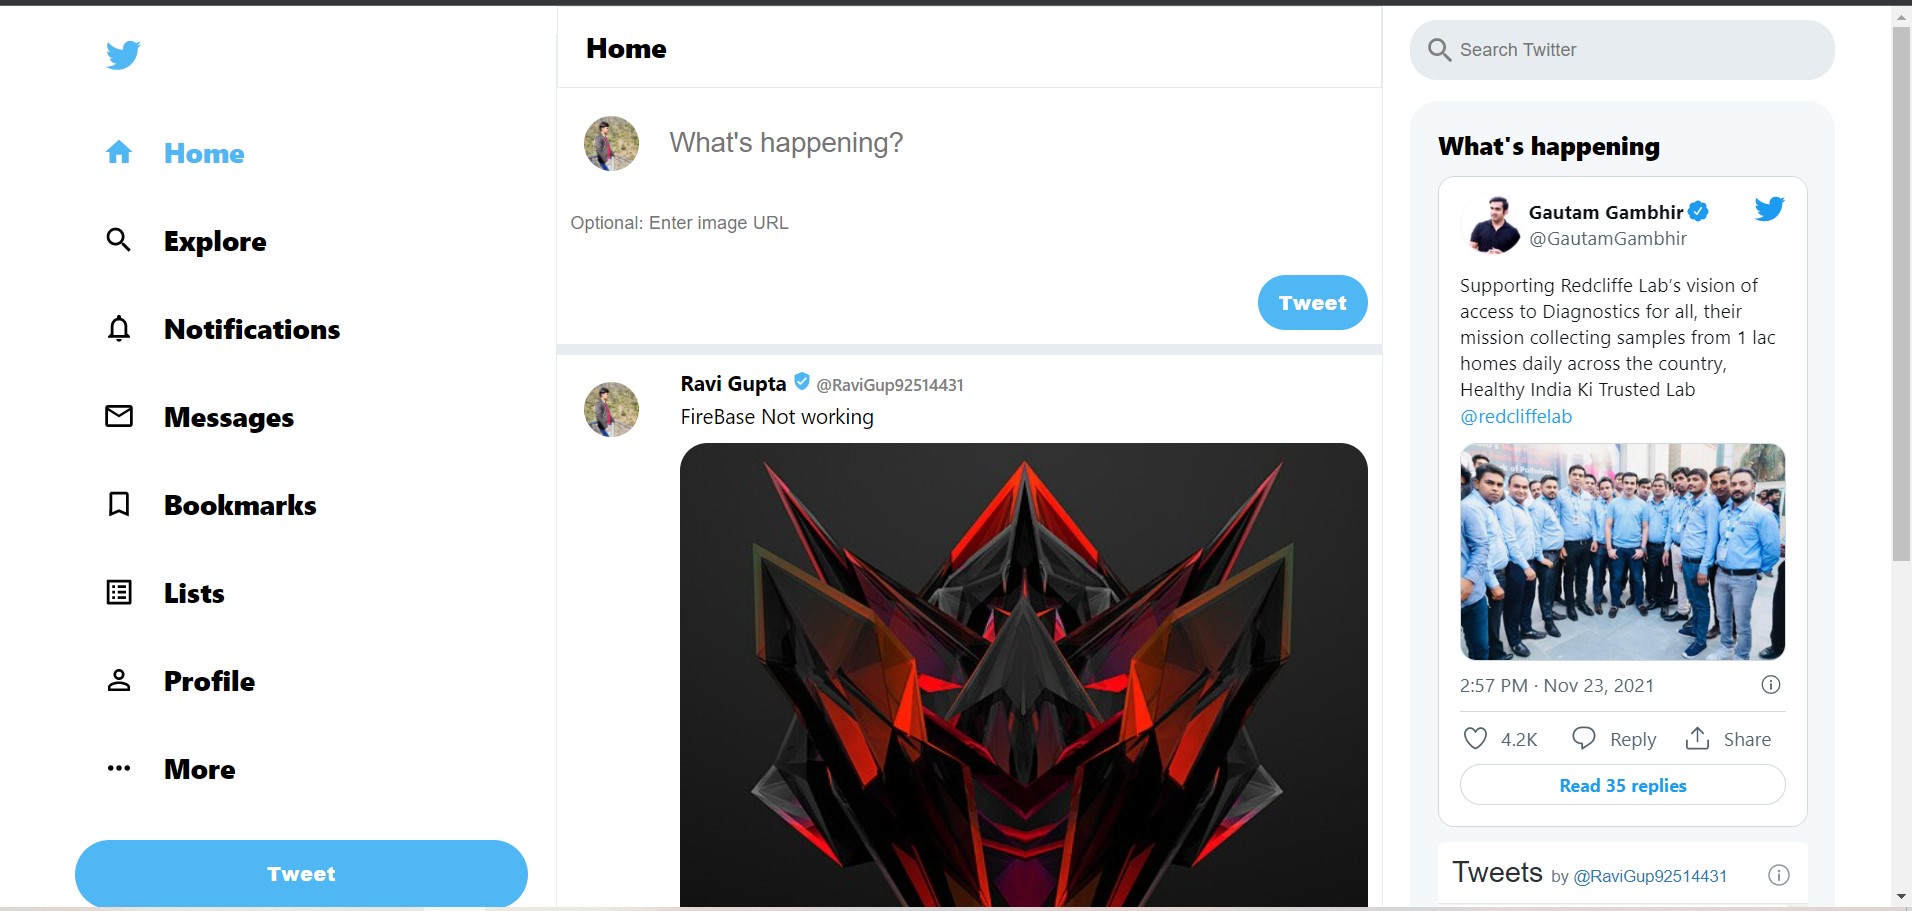 Home
Explore
Notifications
Messages
Bookmarks
Lists
Profile
More
Tweet
Home
What's happening?
Optional: Enter image URL
Tweet
Ravi Gupta @RaviGup92514431
FireBase Not working
Search Twitter
What's happening
Gautam Gambhir
@GautamGambhir
Supporting Redcliffe Lab's vision of
access to Diagnostics for all, their
mission collecting samples from 1 lac
homes daily across the country,
Healthy India Ki Trusted Lab
@redcliffelab
2:57 PM · Nov 23, 2021
4.2K Reply Share
Read 35 replies
Tweets by @RaviGup92514431